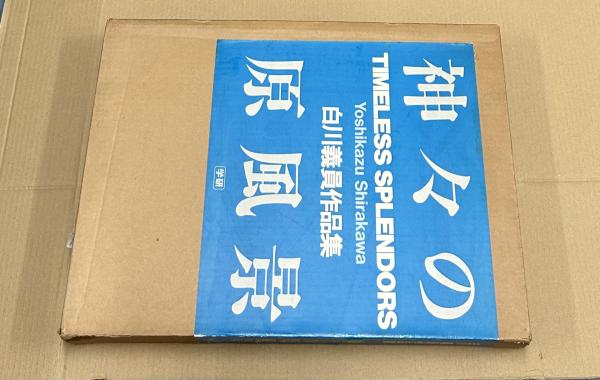 神々の
原風景
TIMELESS SPLENDORS
Yoshikazu Shirakawa
白川義員作品集
学研